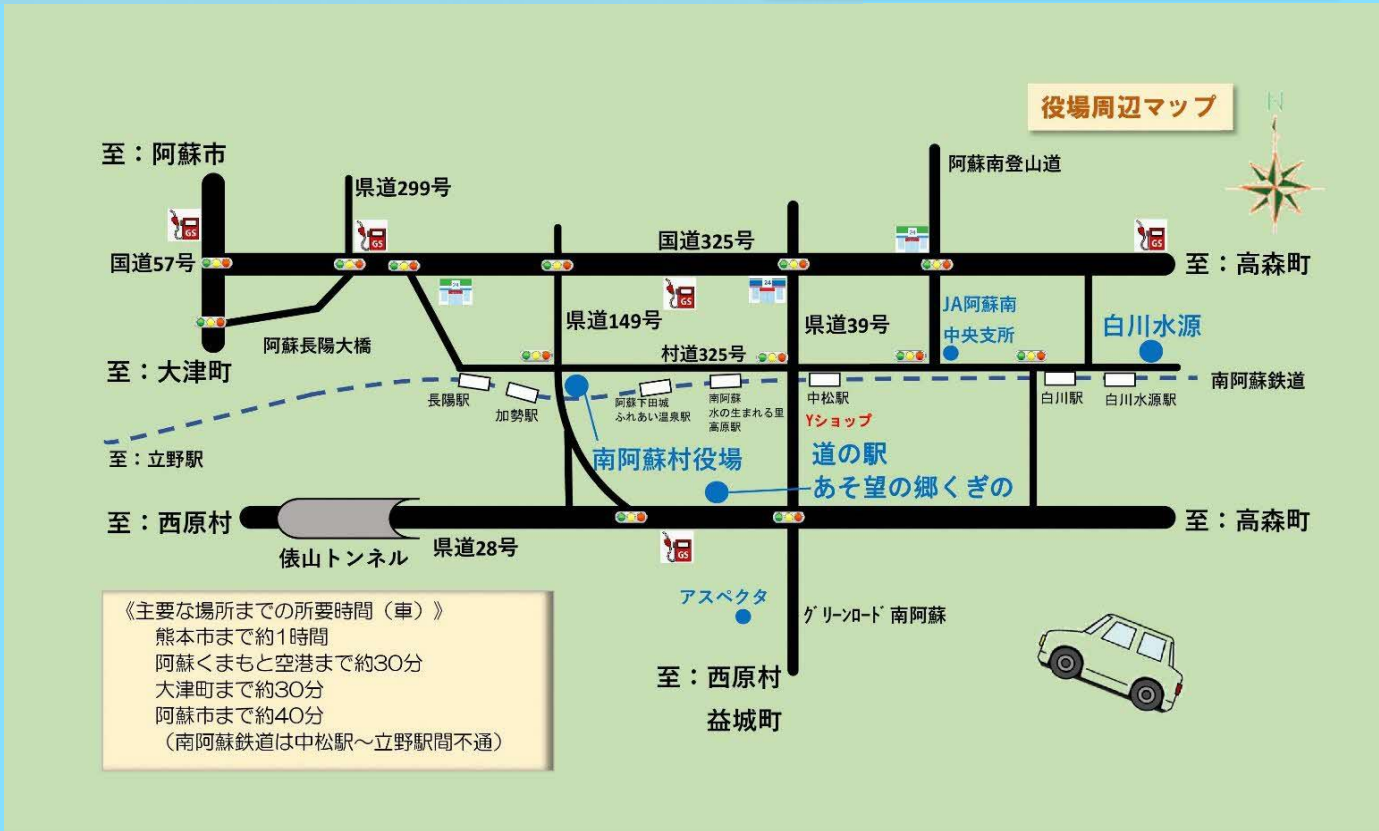 役場周辺マップ
N
至：阿蘇市
県道299号
阿蘇南登山道
GS
GS
国道325号
24
GS
国道57号
至：高森町
24
GS
24
JA阿蘇南
中央支所
白川水源
県道149号
県道39号
阿蘇長陽大橋
村道325号
至：大津町
南阿蘇鉄道
長陽駅
加勢駅
阿蘇下田城
ふれあい温泉駅
南阿蘇
水の生まれる里
高原駅
中松駅
白川駅
白川水源駅
Yショップ
至：立野駅
南阿蘇村役場
道の駅
あそ望の郷くぎの
至：西原村
至：高森町
俵山トンネル
県道28号
GS
アスペクタ
グリーンロード 南阿蘇
至：西原村
益城町
《主要な場所までの所要時間（車）》
熊本市まで約1時間
阿蘇くまもと空港まで約30分
大津町まで約30分
阿蘇市まで約40分
（南阿蘇鉄道は中松駅～立野駅間不通）